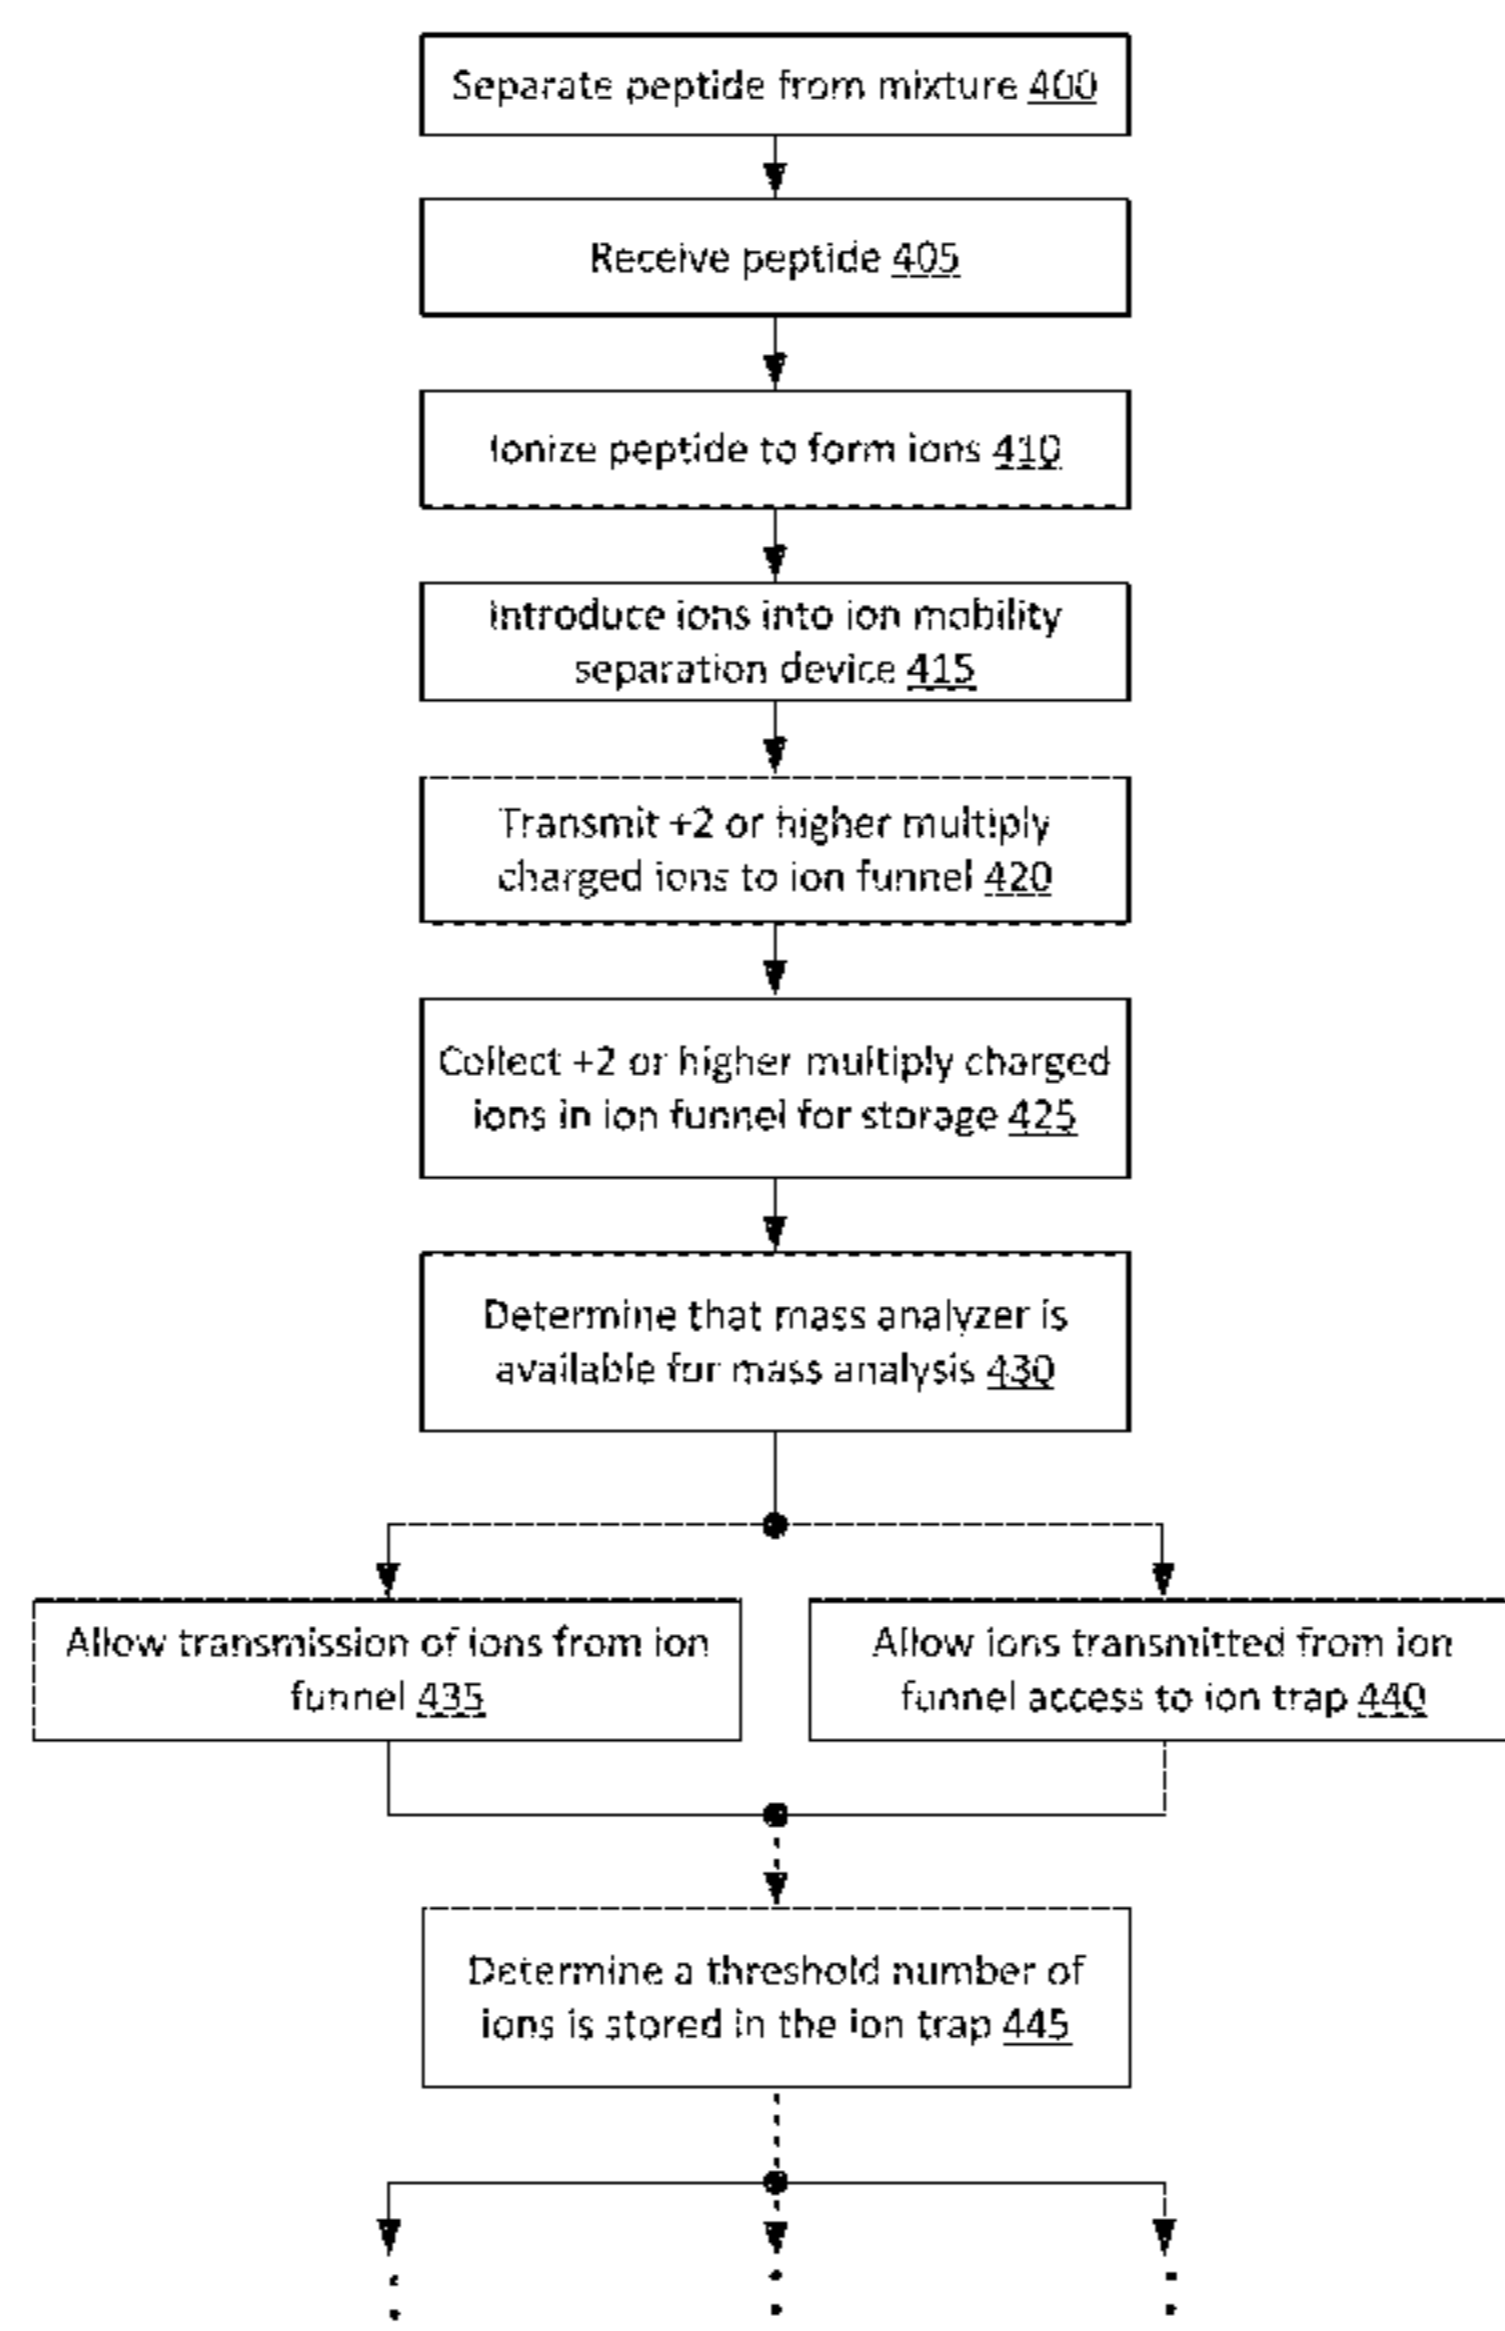 Separate peptide from mixture 400
Receive peptide 405
Ionize peptide to form ions 410
Introduce ions into ion mobility
separation device 415
Transmit +2 or higher multiply
charged ions to ion funnel 420
Collect +2 or higher multiply charged
ions in ion funnel for storage 425
Determine that mass analyzer is
available for mass analysis 430
Allow transmission of ions from ion
funnel 435
Allow ions transmitted from ion
funnel access to ion trap 440
Determine a threshold number of
ions is stored in the ion trap 445